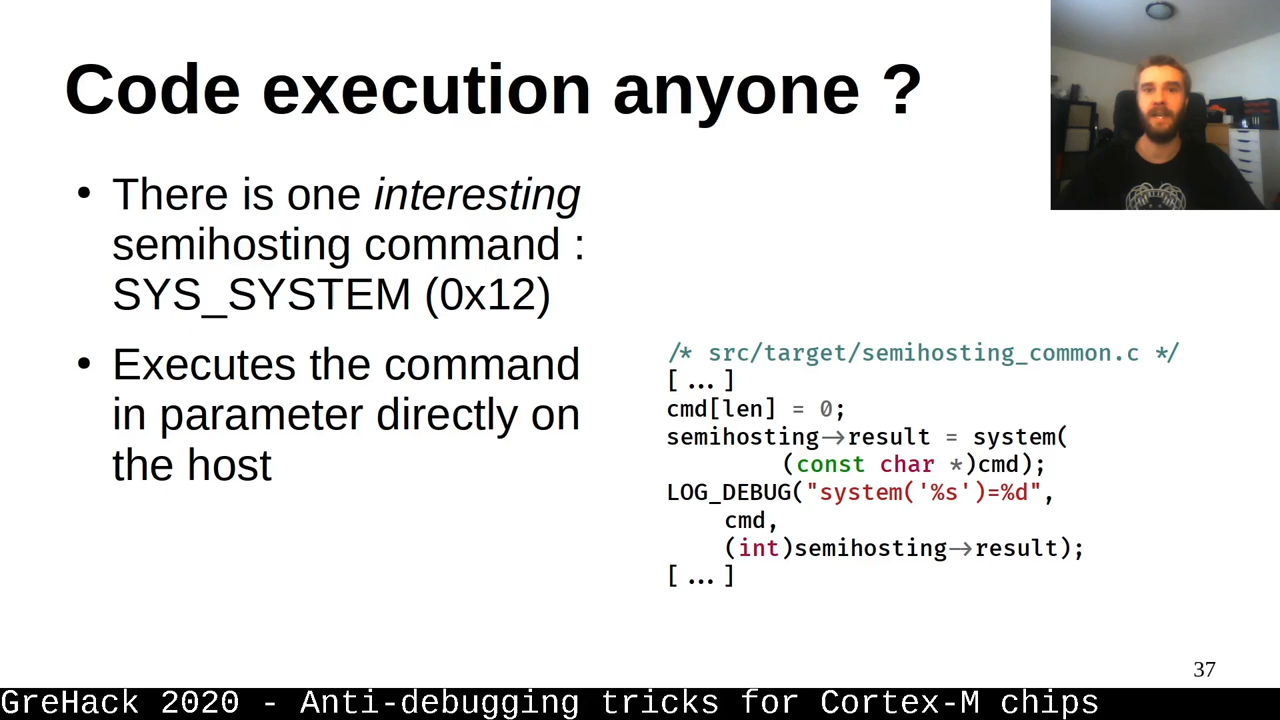 Code execution anyone ?
• There is one interesting
semihosting command :
SYS_SYSTEM (0x12)
• Executes the command
in parameter directly on
the host
/* src/target/semihosting_common.c */
[...]
cmd[len] = 0;
semihosting->result = system(
(const char *)cmd);
LOG_DEBUG("system('%s')=%d",
cmd,
(int)semihosting->result);
[...]
37
GreHack 2020 - Anti-debugging tricks for Cortex-M chips